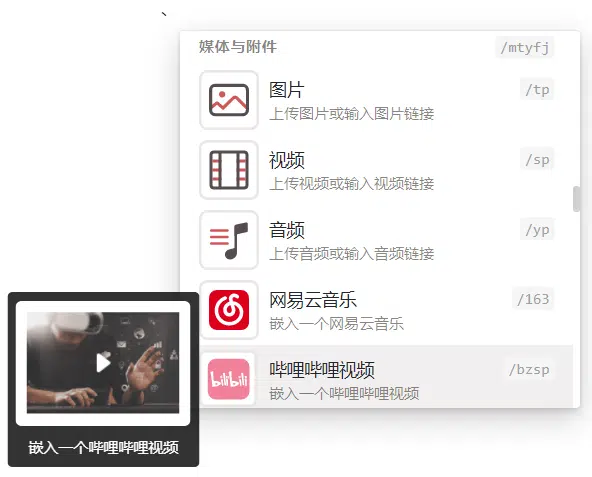 、
媒体与附件 /mtyfj
图片 /tp
上传图片或输入图片链接
视频 /sp
上传视频或输入视频链接
音频 /yp
上传音频或输入音频链接
网易云音乐 /163
嵌入一个网易云音乐
bilibili
哔哩哔哩视频 /bzsp
嵌入一个哔哩哔哩视频
嵌入一个哔哩哔哩视频